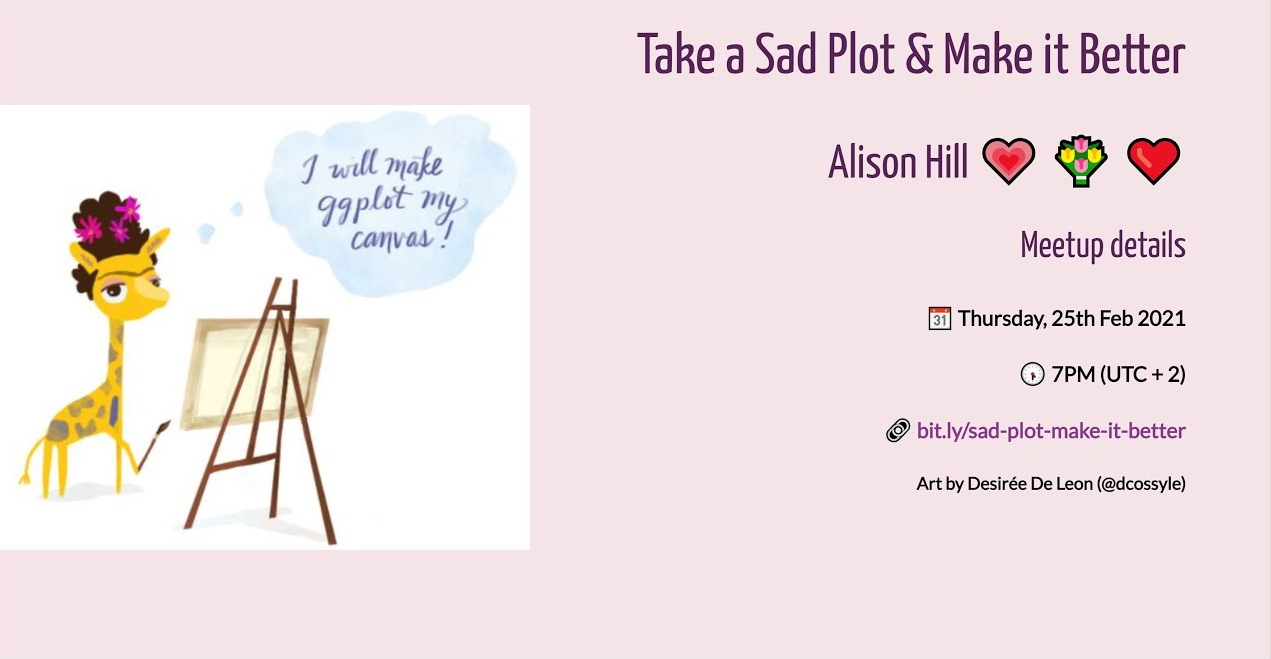 Take a Sad Plot & Make it Better
Alison Hill
Meetup details
Thursday, 25th Feb 2021
7PM (UTC + 2)
bit.ly/sad-plot-make-it-better
Art by Desirée De Leon (@dcossyle)
I will make
ggplot my
canvas!
31